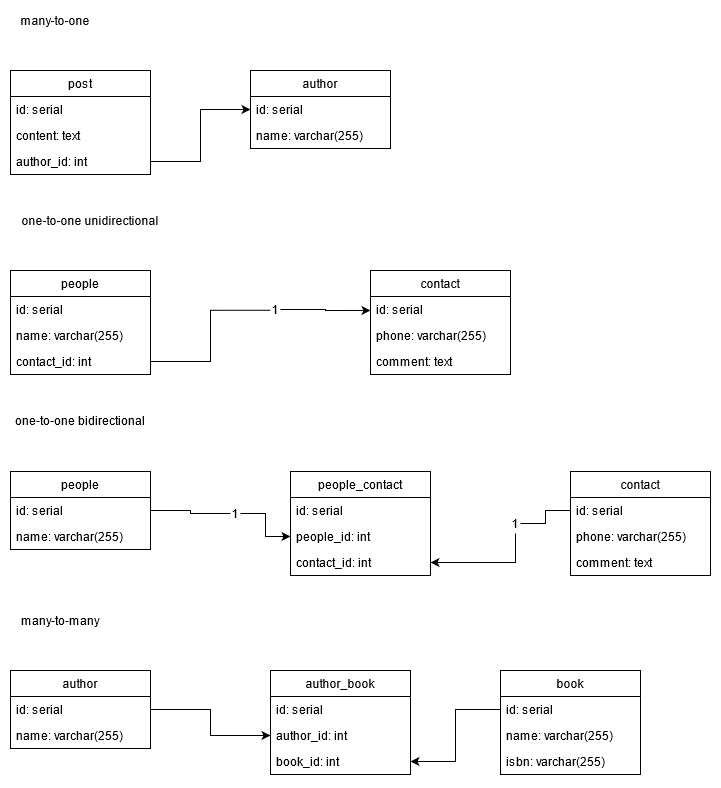 many-to-one
post
id: serial
content: text
author_id: int
author
id: serial
name: varchar(255)
one-to-one unidirectional
people
id: serial
name: varchar(255)
contact_id: int
1
contact
id: serial
phone: varchar(255)
comment: text
one-to-one bidirectional
people
id: serial
name: varchar(255)
1
people_contact
id: serial
people_id: int
contact_id: int
1
contact
id: serial
phone: varchar(255)
comment: text
many-to-many
author
id: serial
name: varchar(255)
author_book
id: serial
author_id: int
book_id: int
book
id: serial
name: varchar(255)
isbn: varchar(255)